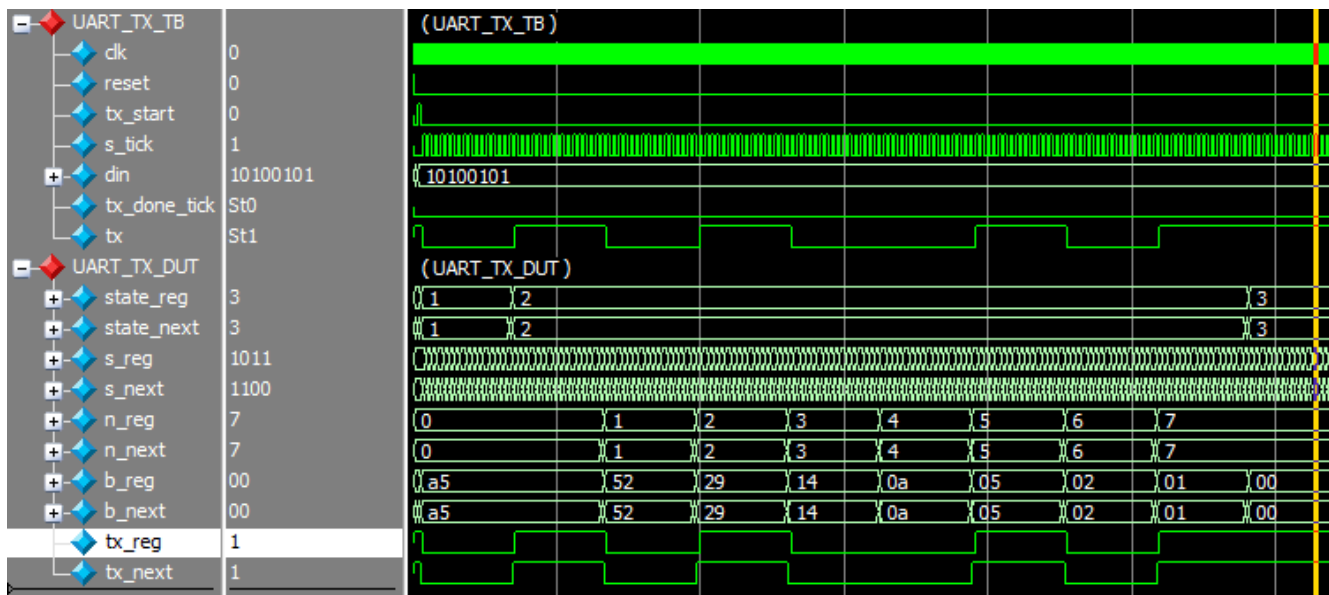 UART_TX_TB (UART_TX_TB)
clk 0
reset 0
tx_start 0
s_tick 1
din 10100101 10100101
tx_done_tick St0
tx St1
UART_TX_DUT (UART_TX_DUT)
state_reg 3 1 2 3
state_next 3 1 2 3
s_reg 1011
s_next 1100
n_reg 7 0 1 2 3 4 5 6 7
n_next 7 0 1 2 3 4 5 6 7
b_reg 00 a5 52 29 14 0a 05 02 01 00
b_next 00 a5 52 29 14 0a 05 02 01 00
tx_reg 1
tx_next 1